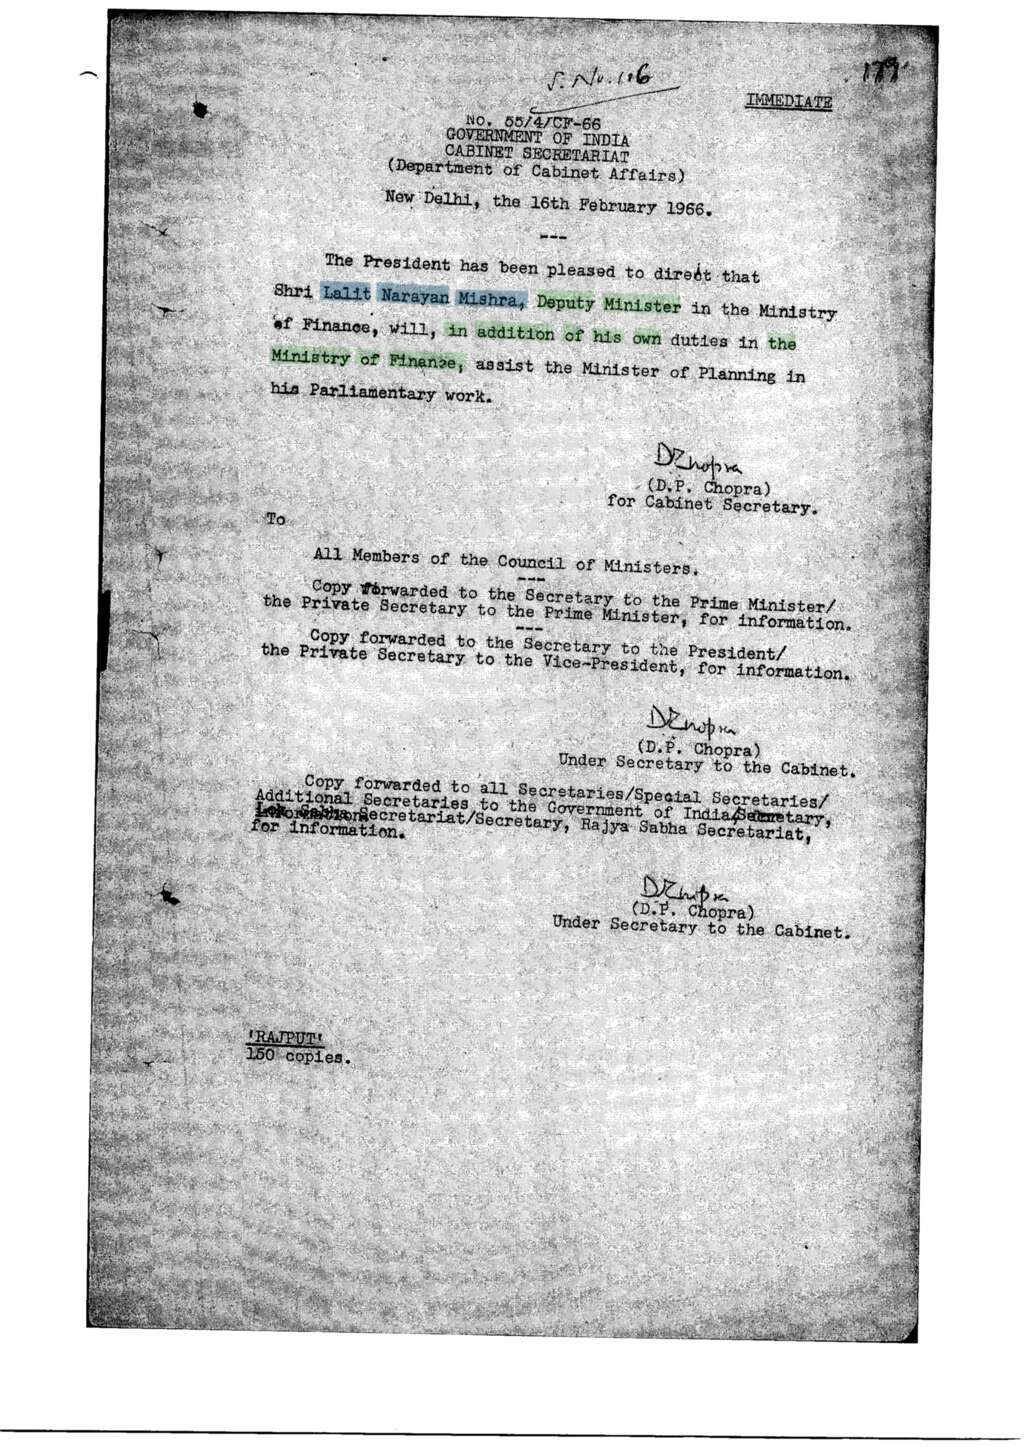 S. No. 116
179
IMMEDIATE
NO. 55/4/CF-66
GOVERNMENT OF INDIA
CABINET SECRETARIAT
(Department of Cabinet Affairs)
New Delhi, the 16th February 1966.
---
The President has been pleased to direct that
Shri Lalit Narayan Mishra, Deputy Minister in the Ministry
of Finance, will, in addition of his own duties in the
Ministry of Finance, assist the Minister of Planning in
his Parliamentary work.
DPChopra
(D.P. Chopra)
for Cabinet Secretary.
To
All Members of the Council of Ministers.
---
Copy forwarded to the Secretary to the Prime Minister/
the Private Secretary to the Prime Minister, for information.
---
Copy forwarded to the Secretary to the President/
the Private Secretary to the Vice-President, for information.
DPChopra
(D.P. Chopra)
Under Secretary to the Cabinet.
Copy forwarded to all Secretaries/Special Secretaries/
Additional Secretaries to the Government of India/Secretary,
Lok Sabha Secretariat/Secretary, Rajya Sabha Secretariat,
for information.
DPChopra
(D.P. Chopra)
Under Secretary to the Cabinet.
'RAJPUT'
150 copies.